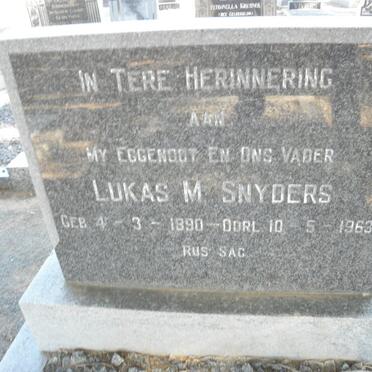 In Tere Herinnering
Aan
My Eggenoot En Ons Vader
Lukas M Snyders
Geb 4 - 3 - 1890 - Oorl 10 - 5 - 1963
Rus Sag